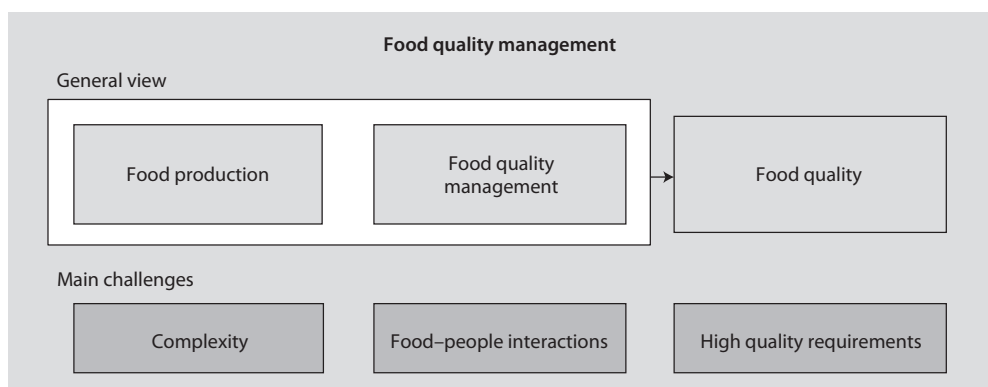 Food quality management
General view
Food production
Food quality
management
Food quality
Main challenges
Complexity
Food–people interactions
High quality requirements